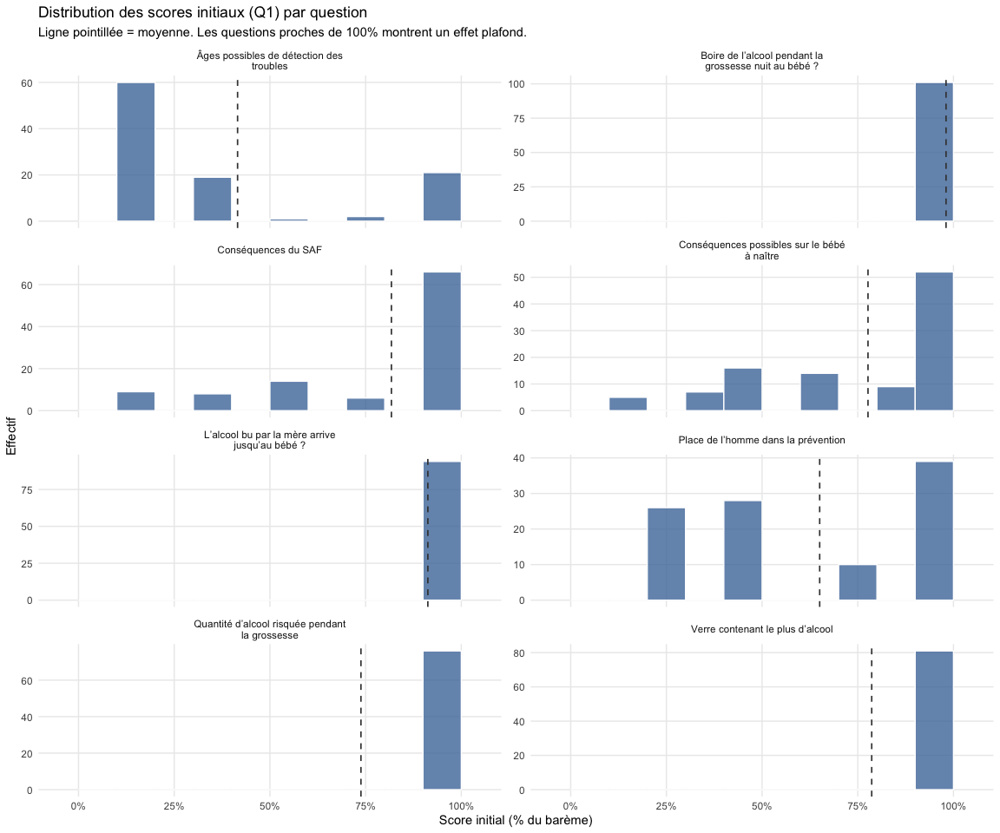 Distribution des scores initiaux (Q1) par question
Ligne pointillée = moyenne. Les questions proches de 100% montrent un effet plafond.
Âges possibles de détection des
troubles
60
40
20
0
Boire de l'alcool pendant la
grossesse nuit au bébé ?
100
75
50
25
0
Conséquences du SAF
60
40
20
0
Conséquences possibles sur le bébé
à naître
50
40
30
20
10
0
L'alcool bu par la mère arrive
jusqu'au bébé ?
75
50
25
0
Place de l'homme dans la prévention
40
30
20
10
0
Quantité d'alcool risquée pendant
la grossesse
60
40
20
0
Verre contenant le plus d'alcool
80
60
40
20
0
0% 25% 50% 75% 100%
0% 25% 50% 75% 100%
Score initial (% du barème)
Effectif